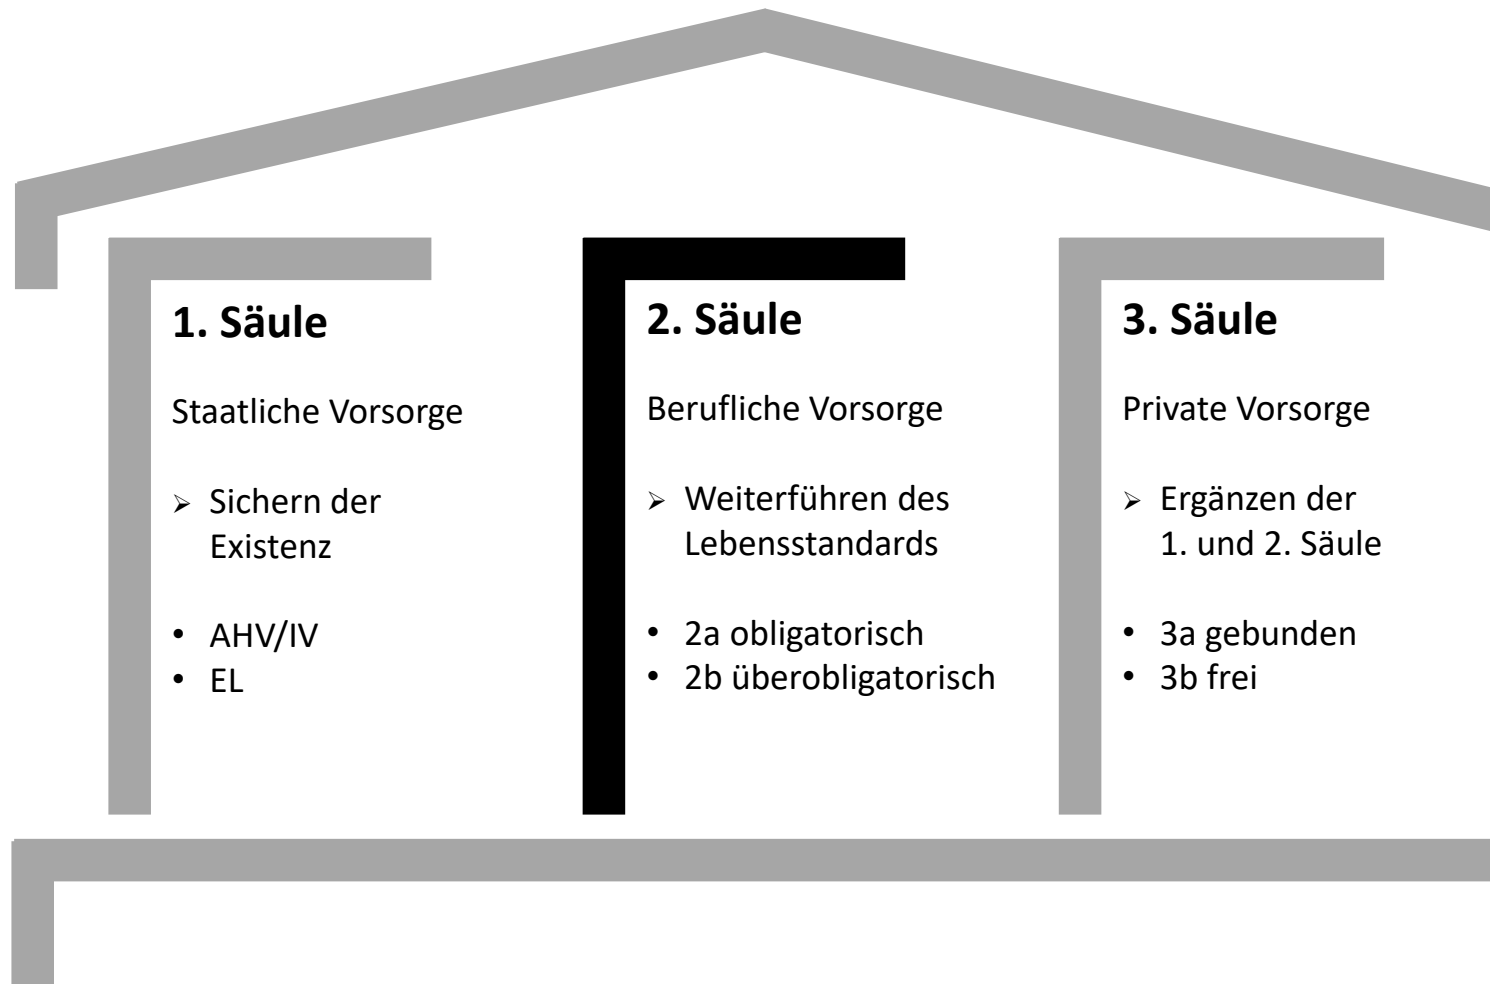 1. Säule
Staatliche Vorsorge
➢ Sichern der
Existenz
• AHV/IV
• EL
2. Säule
Berufliche Vorsorge
➢ Weiterführen des
Lebensstandards
• 2a obligatorisch
• 2b überobligatorisch
3. Säule
Private Vorsorge
➢ Ergänzen der
1. und 2. Säule
• 3a gebunden
• 3b frei